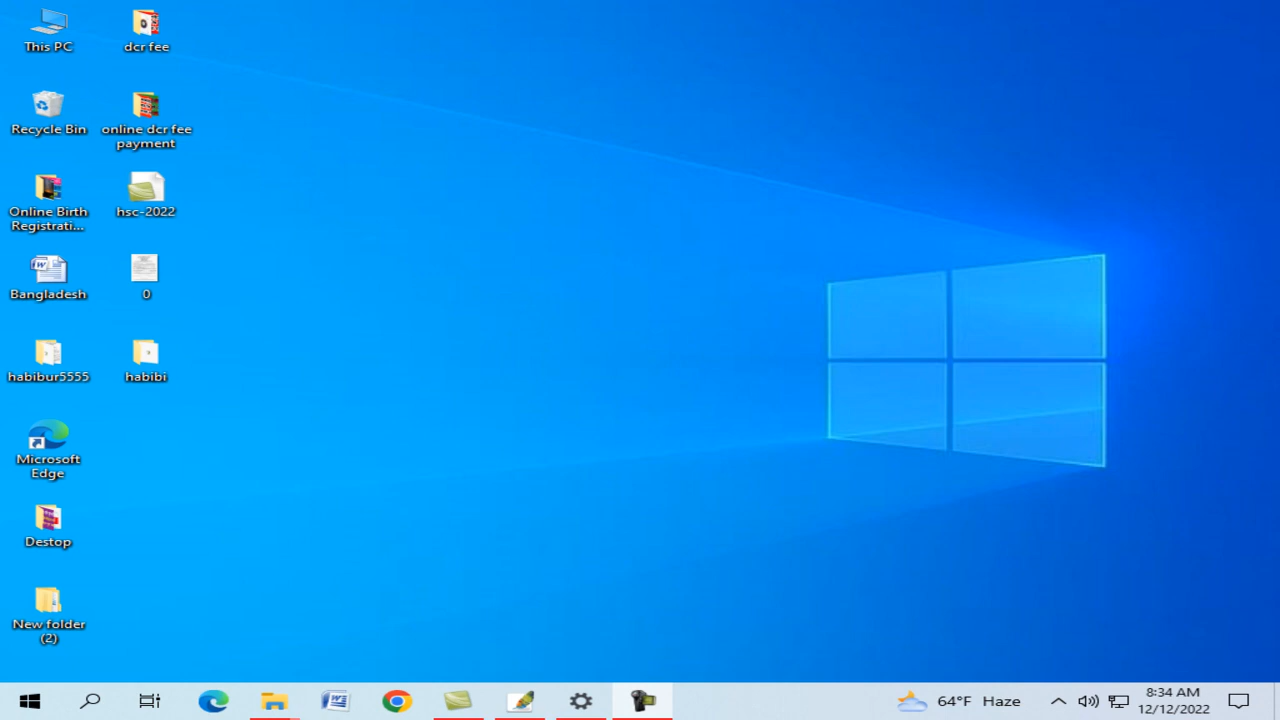 This PC
dcr fee
Recycle Bin
online dcr fee
payment
Online Birth
Registrati...
hsc-2022
Bangladesh
0
habibur5555
habibi
Microsoft
Edge
Destop
New folder
(2)
64°F Haze
8:34 AM
12/12/2022